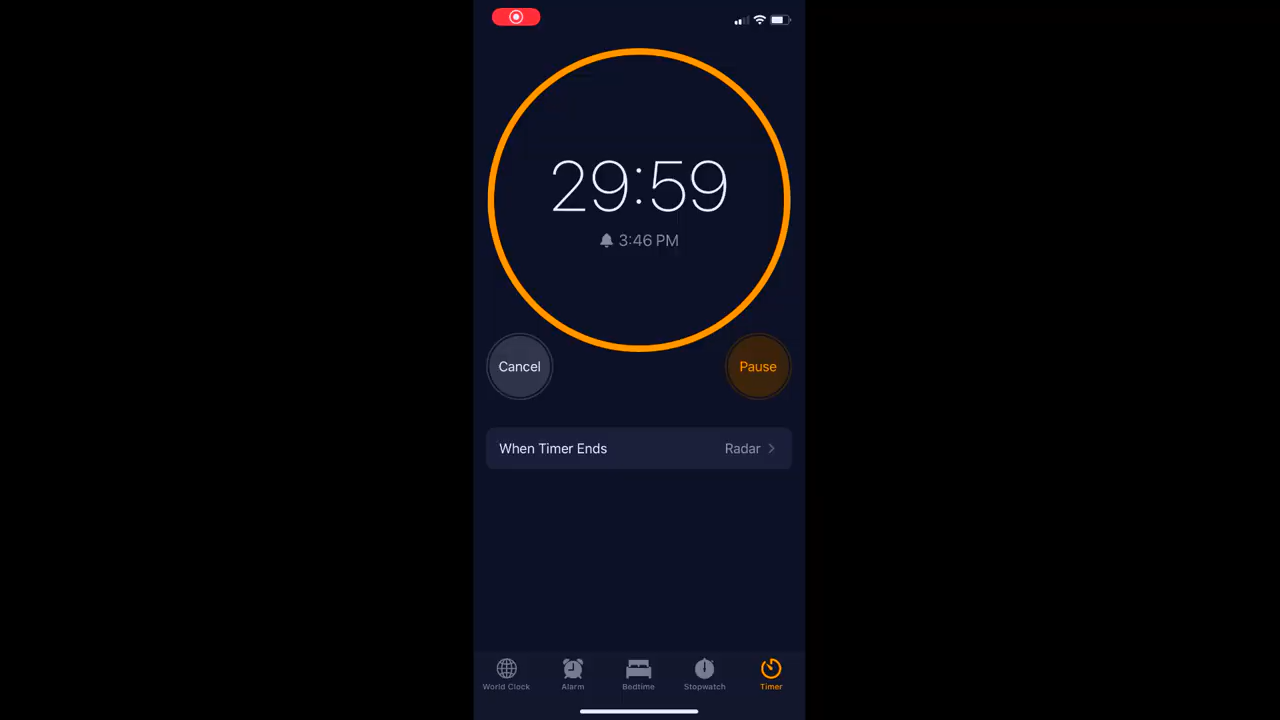 29:59
3:46 PM
Cancel
Pause
When Timer Ends
Radar
World Clock
Alarm
Bedtime
Stopwatch
Timer